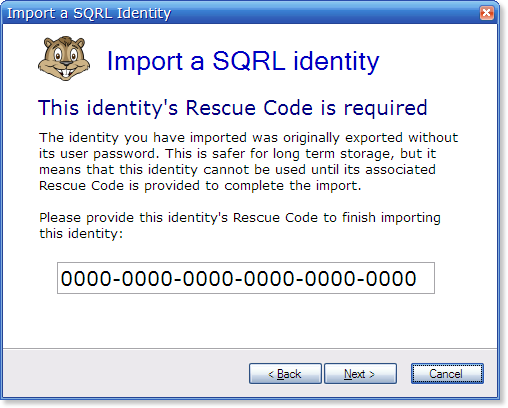 Import a SQRL Identity
Import a SQRL identity
This identity's Rescue Code is required
The identity you have imported was originally exported without
its user password. This is safer for long term storage, but it
means that this identity cannot be used until its associated
Rescue Code is provided to complete the import.
Please provide this identity's Rescue Code to finish importing
this identity:
0000-0000-0000-0000-0000-0000
< Back Next > Cancel